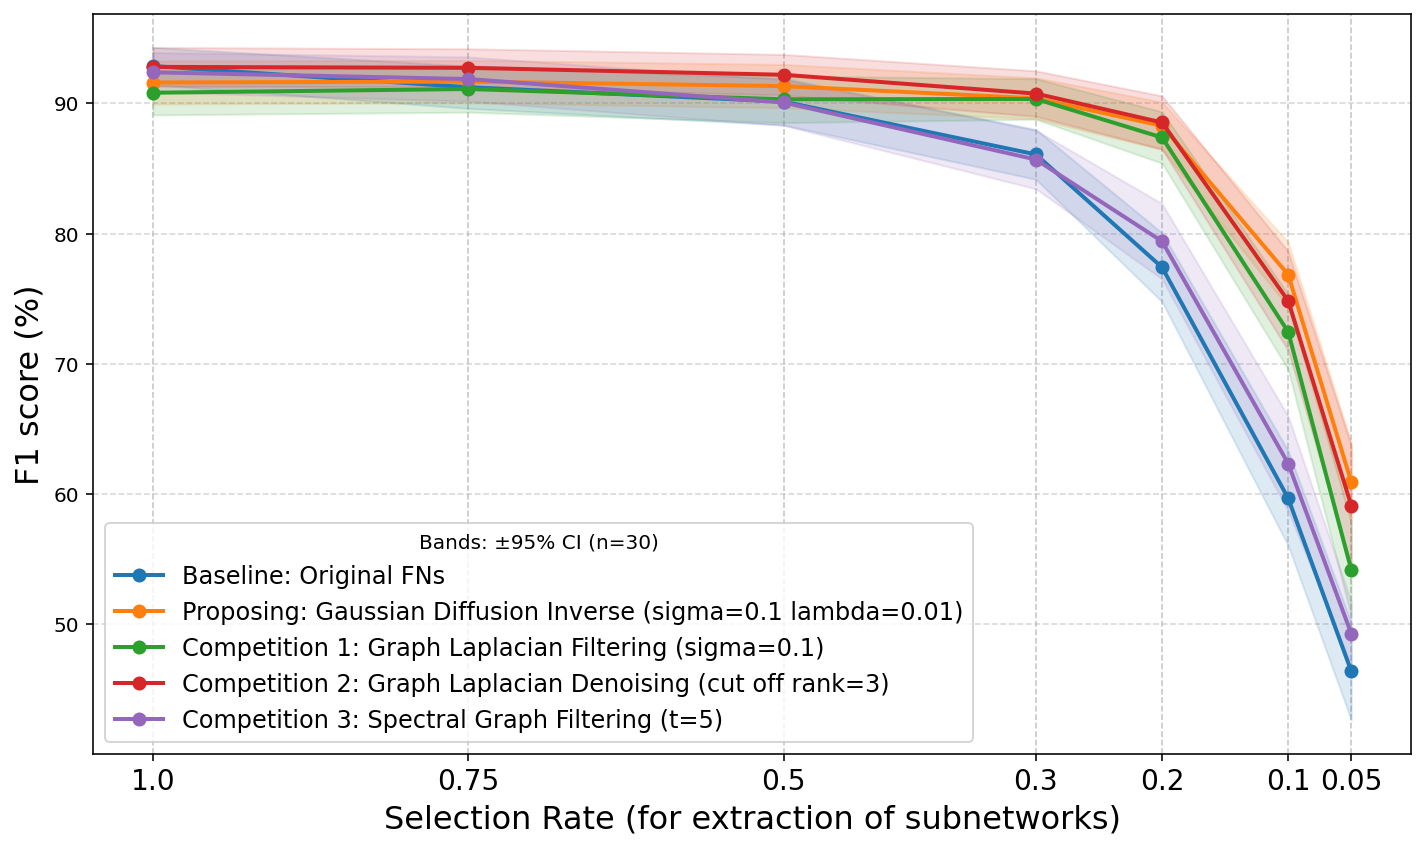 F1 score (%)
90
80
70
60
50
Bands: ±95% CI (n=30)
Baseline: Original FNs
Proposing: Gaussian Diffusion Inverse (sigma=0.1 lambda=0.01)
Competition 1: Graph Laplacian Filtering (sigma=0.1)
Competition 2: Graph Laplacian Denoising (cut off rank=3)
Competition 3: Spectral Graph Filtering (t=5)
1.0 0.75 0.5 0.3 0.2 0.1 0.05
Selection Rate (for extraction of subnetworks)